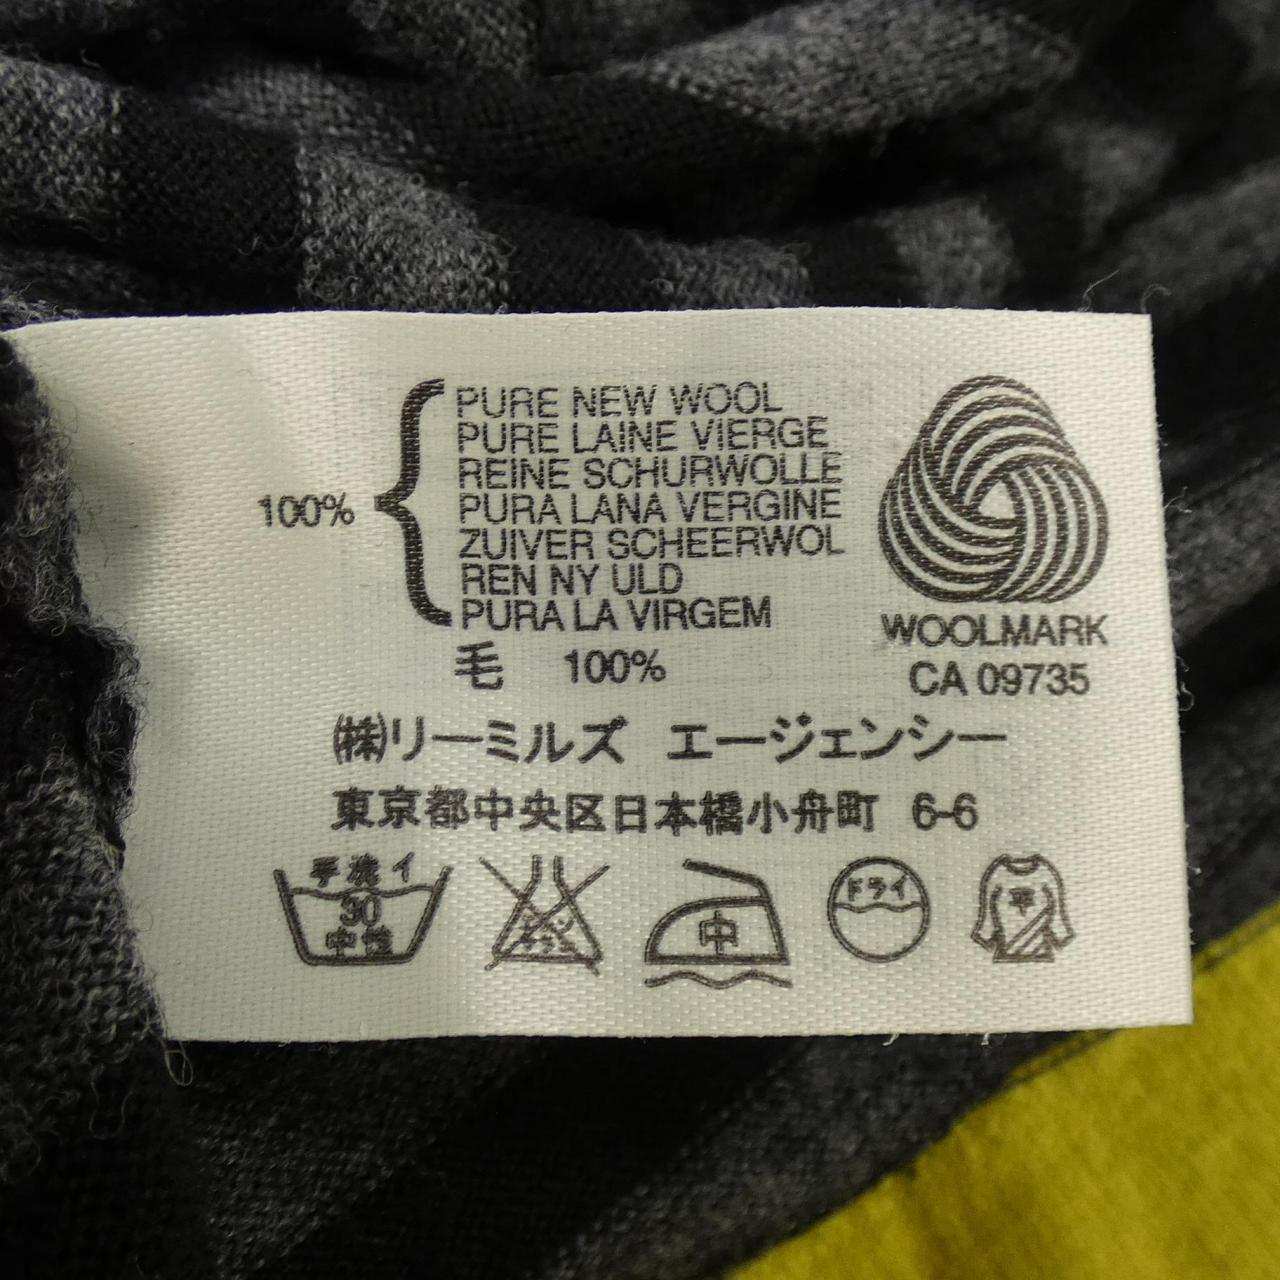 100%
PURE NEW WOOL
PURE LAINE VIERGE
REINE SCHURWOLLE
PURA LANA VERGINE
ZUIVER SCHEERWOL
REN NY ULD
PURA LA VIRGEM
毛 100%
WOOLMARK
CA 09735
㈱リーミルズ エージェンシー
東京都中央区日本橋小舟町 6-6
手洗イ
30
中性
中
ドライ
平